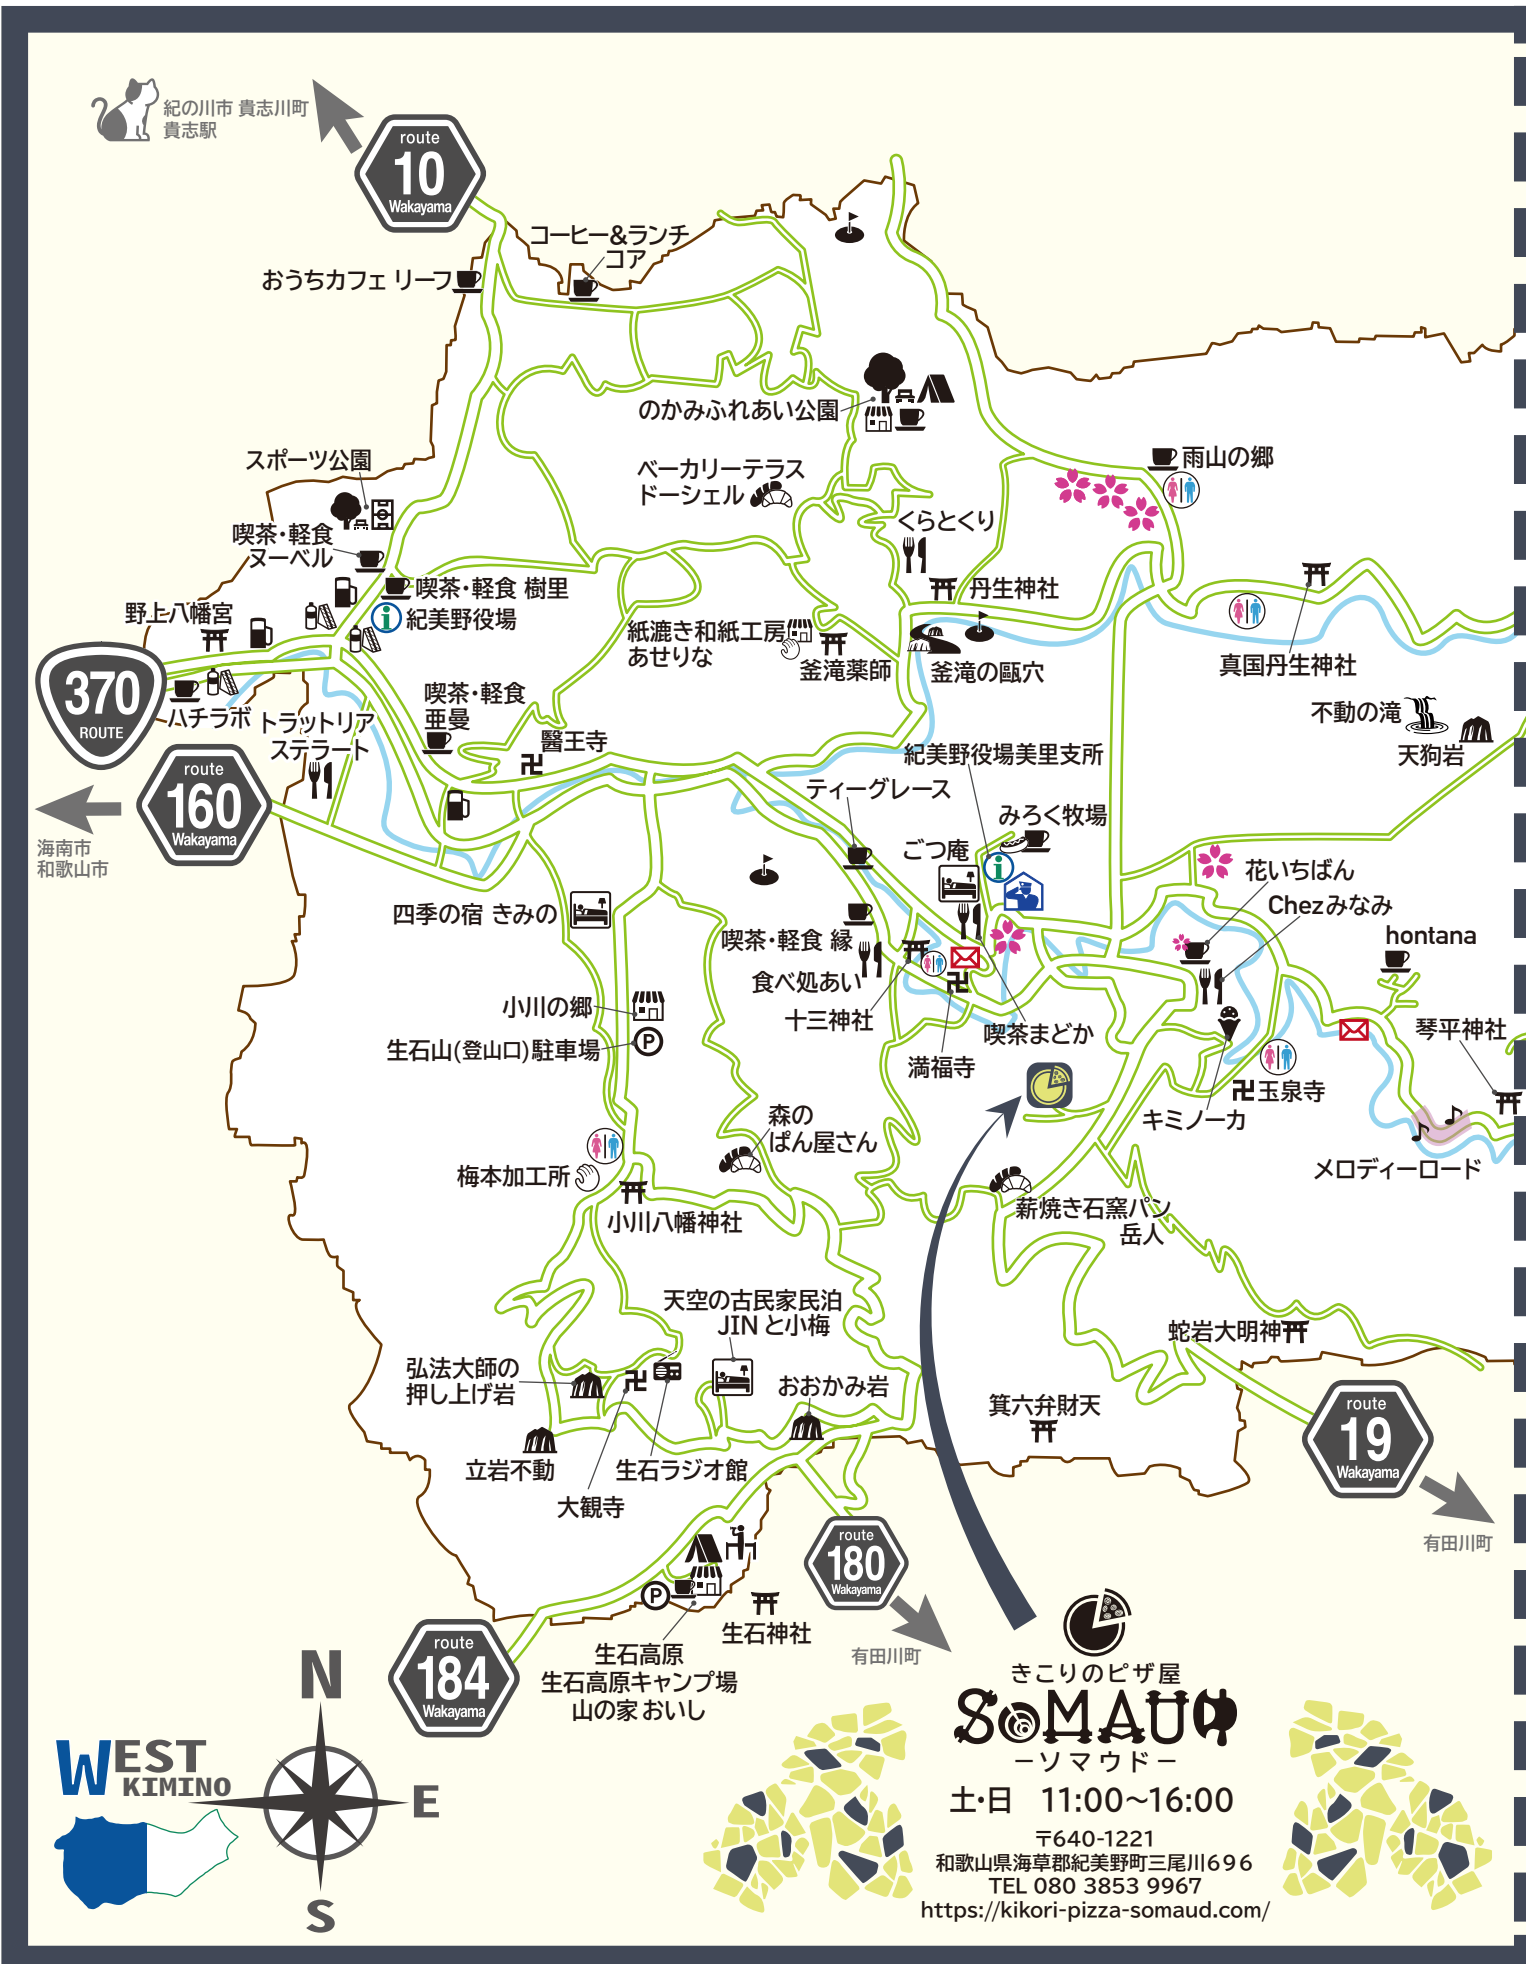 紀の川市 貴志川町
貴志駅
route
10
Wakayama
コーヒー&ランチ
コア
おうちカフェ リーフ
のかみふれあい公園
スポーツ公園
ベーカリーテラス
ドーシェル
雨山の郷
喫茶・軽食
ヌーベル
くらとくり
喫茶・軽食 樹里
丹生神社
野上八幡宮
紀美野役場
紙漉き和紙工房
あせりな
釜滝薬師
釜滝の甌穴
真国丹生神社
370
ROUTE
ハチラボ
トラットリア
ステラート
喫茶・軽食
亜曼
醫王寺
不動の滝
天狗岩
紀美野役場美里支所
route
160
Wakayama
海南市
和歌山市
ティーグレース
みろく牧場
ごつ庵
花いちばん
Chezみなみ
hontana
四季の宿 きみの
喫茶・軽食 縁
食べ処あい
十三神社
喫茶まどか
満福寺
小川の郷
生石山(登山口)駐車場
琴平神社
玉泉寺
キミノーカ
メロディーロード
森の
ぱん屋さん
梅本加工所
小川八幡神社
薪焼き石窯パン
岳人
天空の古民家民泊
JIN と小梅
蛇岩大明神
弘法大師の
押し上げ岩
おおかみ岩
箕六弁財天
立岩不動
生石ラジオ館
大観寺
route
19
Wakayama
有田川町
route
180
Wakayama
有田川町
生石神社
生石高原
生石高原キャンプ場
山の家 おいし
route
184
Wakayama
N
E
S
WEST
KIMINO
きこりのピザ屋
SoMAUD
－ソマウド－
土・日 11:00～16:00
〒640-1221
和歌山県海草郡紀美野町三尾川696
TEL 080 3853 9967
https://kikori-pizza-somaud.com/